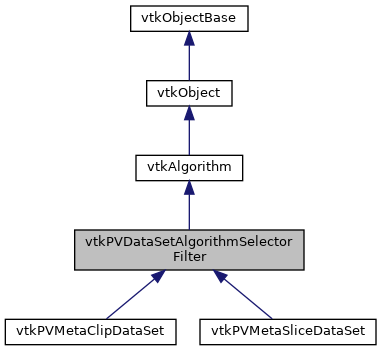 vtkObjectBase
vtkObject
vtkAlgorithm
vtkPVDataSetAlgorithmSelector
Filter
vtkPVMetaClipDataSet
vtkPVMetaSliceDataSet